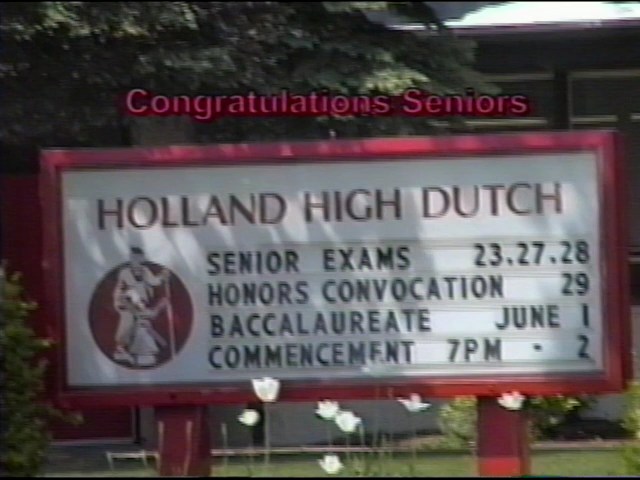 Congratulations Seniors
HOLLAND HIGH DUTCH
SENIOR EXAMS 23.27.28
HONORS CONVOCATION 29
BACCALAUREATE JUNE 1
COMMENCEMENT 7PM - 2